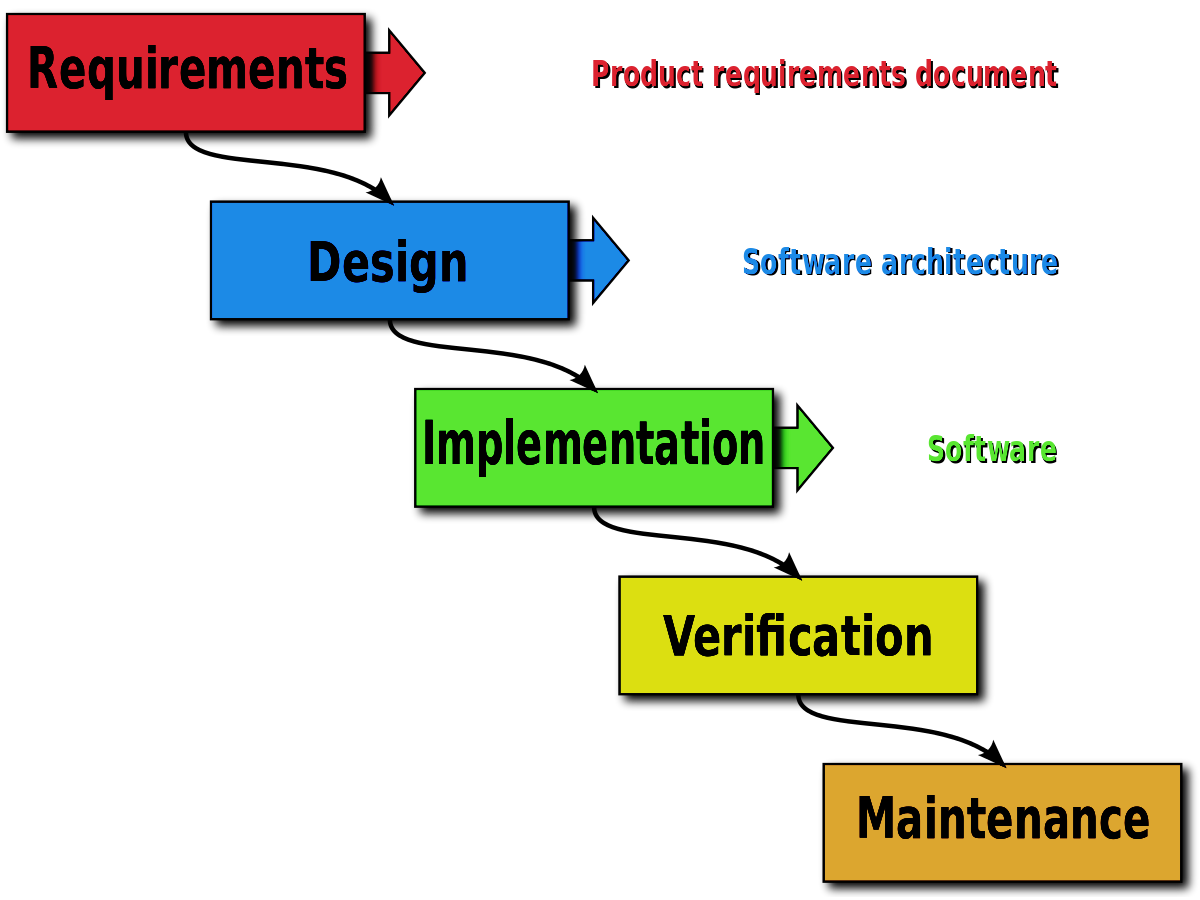 Requirements
Product requirements document
Design
Software architecture
Implementation
Software
Verification
Maintenance